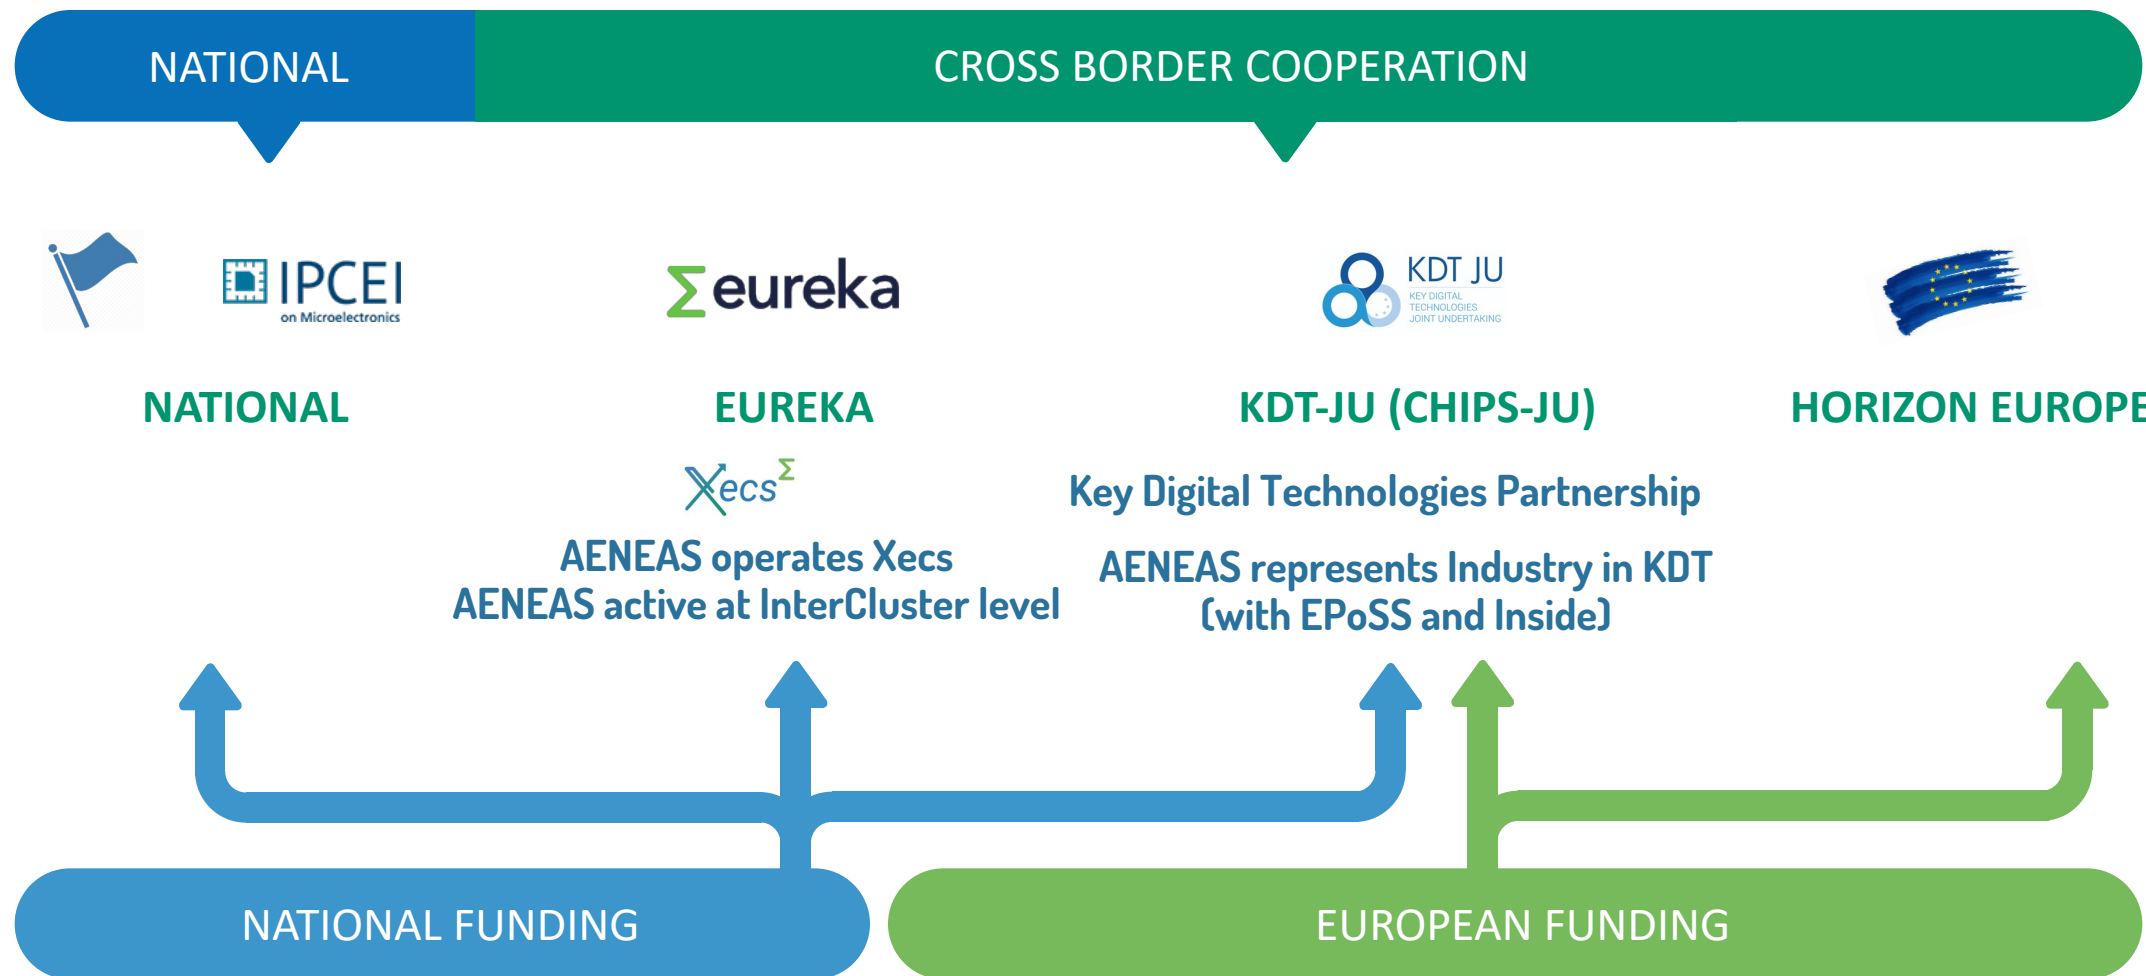 NATIONAL
CROSS BORDER COOPERATION
IPCEI
on Microelectronics
eureka
KDT JU
KEY DIGITAL
TECHNOLOGIES
JOINT UNDERTAKING
NATIONAL
EUREKA
KDT-JU (CHIPS-JU)
HORIZON EUROPE
Xecs Σ
AENEAS operates Xecs
AENEAS active at InterCluster level
Key Digital Technologies Partnership
AENEAS represents Industry in KDT
(with EPoSS and Inside)
NATIONAL FUNDING
EUROPEAN FUNDING